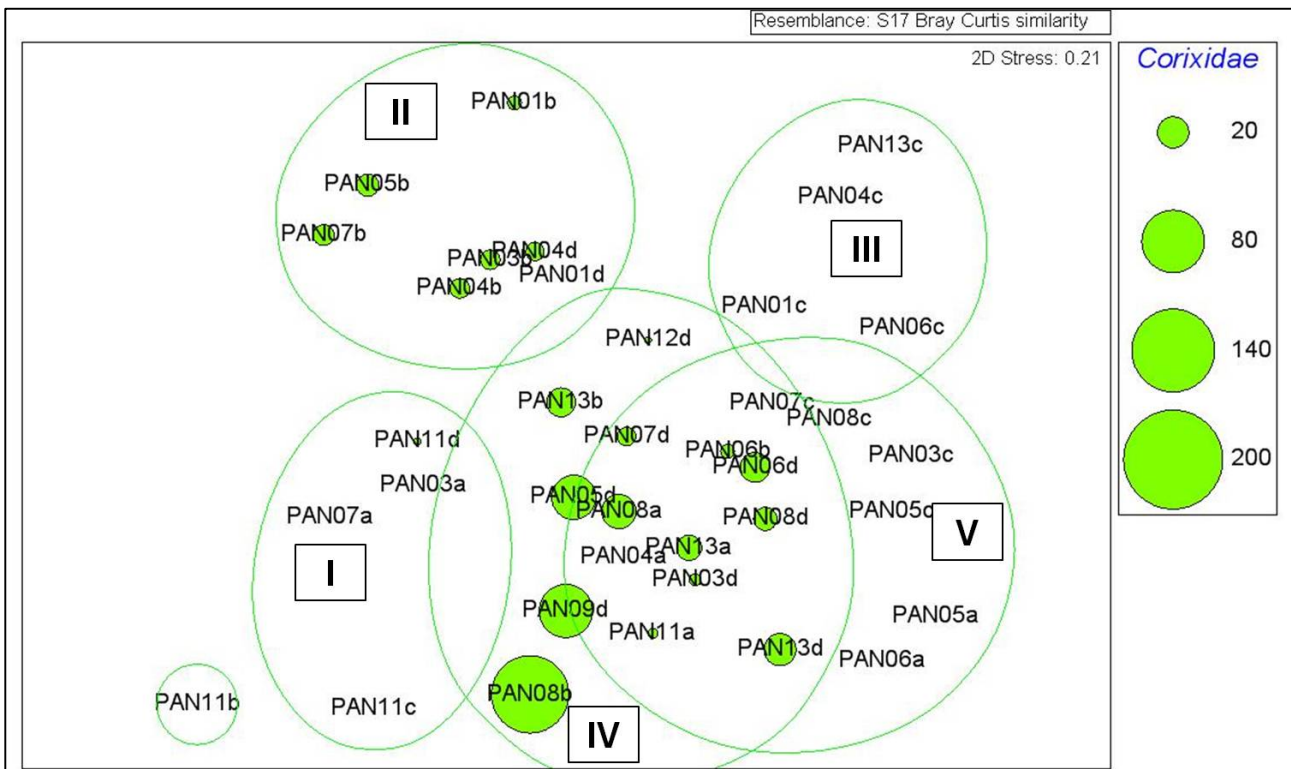 Resemblance: S17 Bray Curtis similarity
2D Stress: 0.21
Corixidae
20
80
140
200
II
PAN01b
PAN05b
PAN07b
PAN04d
PAN03b
PAN01d
PAN04b
PAN13c
PAN04c
III
PAN01c
PAN06c
PAN12d
PAN13b
PAN07c
PAN08c
PAN11d
PAN07d
PAN06b
PAN03c
PAN06d
PAN03a
PAN05d
PAN08a
PAN07a
PAN08d
PAN05c
V
PAN13a
PAN04a
I
PAN03d
PAN09d
PAN05a
PAN11a
PAN13d
PAN06a
PAN08b
PAN11b
PAN11c
IV